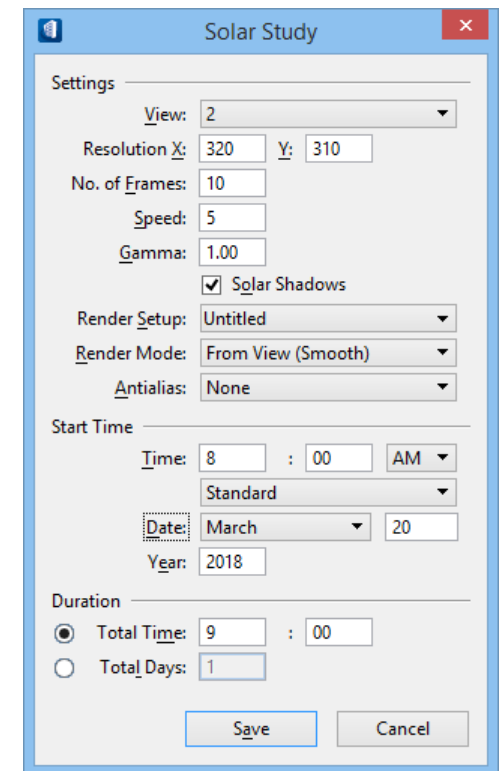 Solar Study
Settings
View: 2
Resolution X: 320 Y: 310
No. of Frames: 10
Speed: 5
Gamma: 1.00
Solar Shadows
Render Setup: Untitled
Render Mode: From View (Smooth)
Antialias: None
Start Time
Time: 8 : 00 AM
Standard
Date: March 20
Year: 2018
Duration
Total Time: 9 : 00
Total Days: 1
Save Cancel